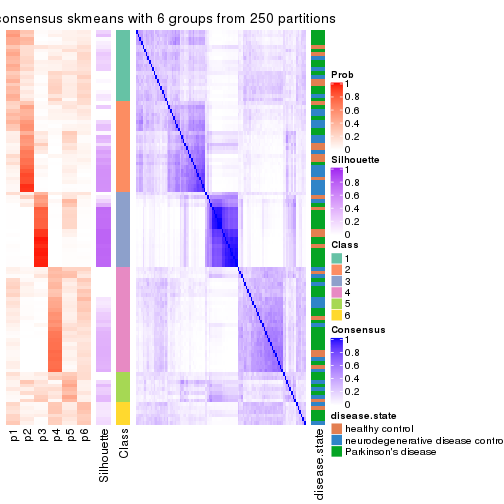 consensus skmeans with 6 groups from 250 partitions
p1
p2
p3
p4
p5
p6
Silhouette
Class
disease.state
Prob
1
0.8
0.6
0.4
0.2
0
Silhouette
1
0.8
0.6
0.4
0.2
0
Class
1
2
3
4
5
6
Consensus
1
0.8
0.6
0.4
0.2
0
disease.state
healthy control
neurodegenerative disease contro
Parkinson's disease